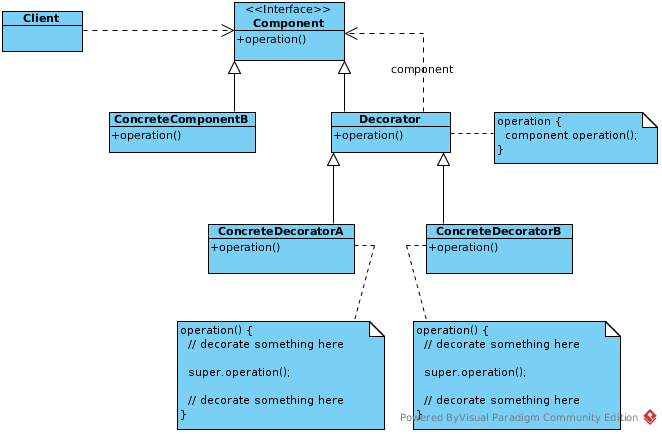 Client
<<Interface>>
Component
+operation()
component
ConcreteComponentB
+operation()
Decorator
+operation()
operation {
component.operation();
}
ConcreteDecoratorA
+operation()
ConcreteDecoratorB
+operation()
operation() {
// decorate something here
super.operation();
// decorate something here
}
operation() {
// decorate something here
super.operation();
// decorate something here
}
Powered ByVisual Paradigm Community Edition